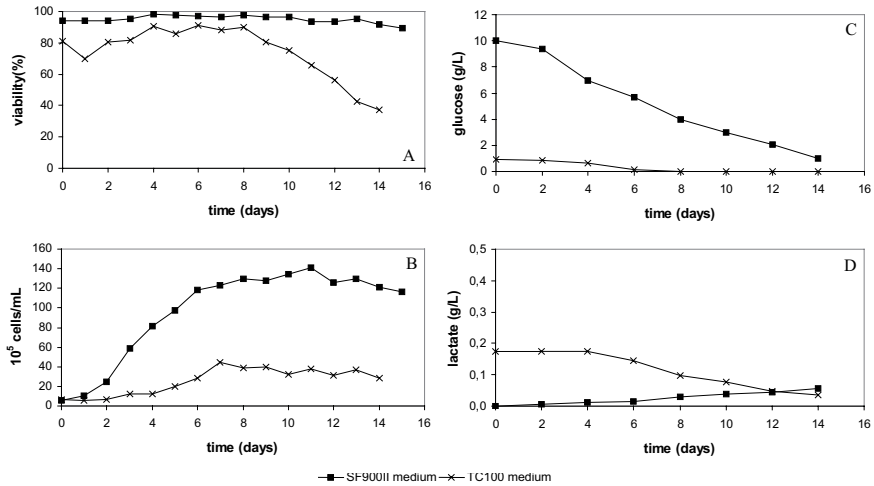 100
80
60
40
20
0
viability(%)
A
0 2 4 6 8 10 12 14 16
time (days)
12
10
8
6
4
2
0
glucose (g/L)
C
0 2 4 6 8 10 12 14 16
time (days)
160
140
120
100
80
60
40
20
0
10⁵ cells/mL
B
0 2 4 6 8 10 12 14 16
time (days)
0,5
0,4
0,3
0,2
0,1
0,0
lactate (g/L)
D
0 2 4 6 8 10 12 14 16
time (days)
SF900II medium TC100 medium